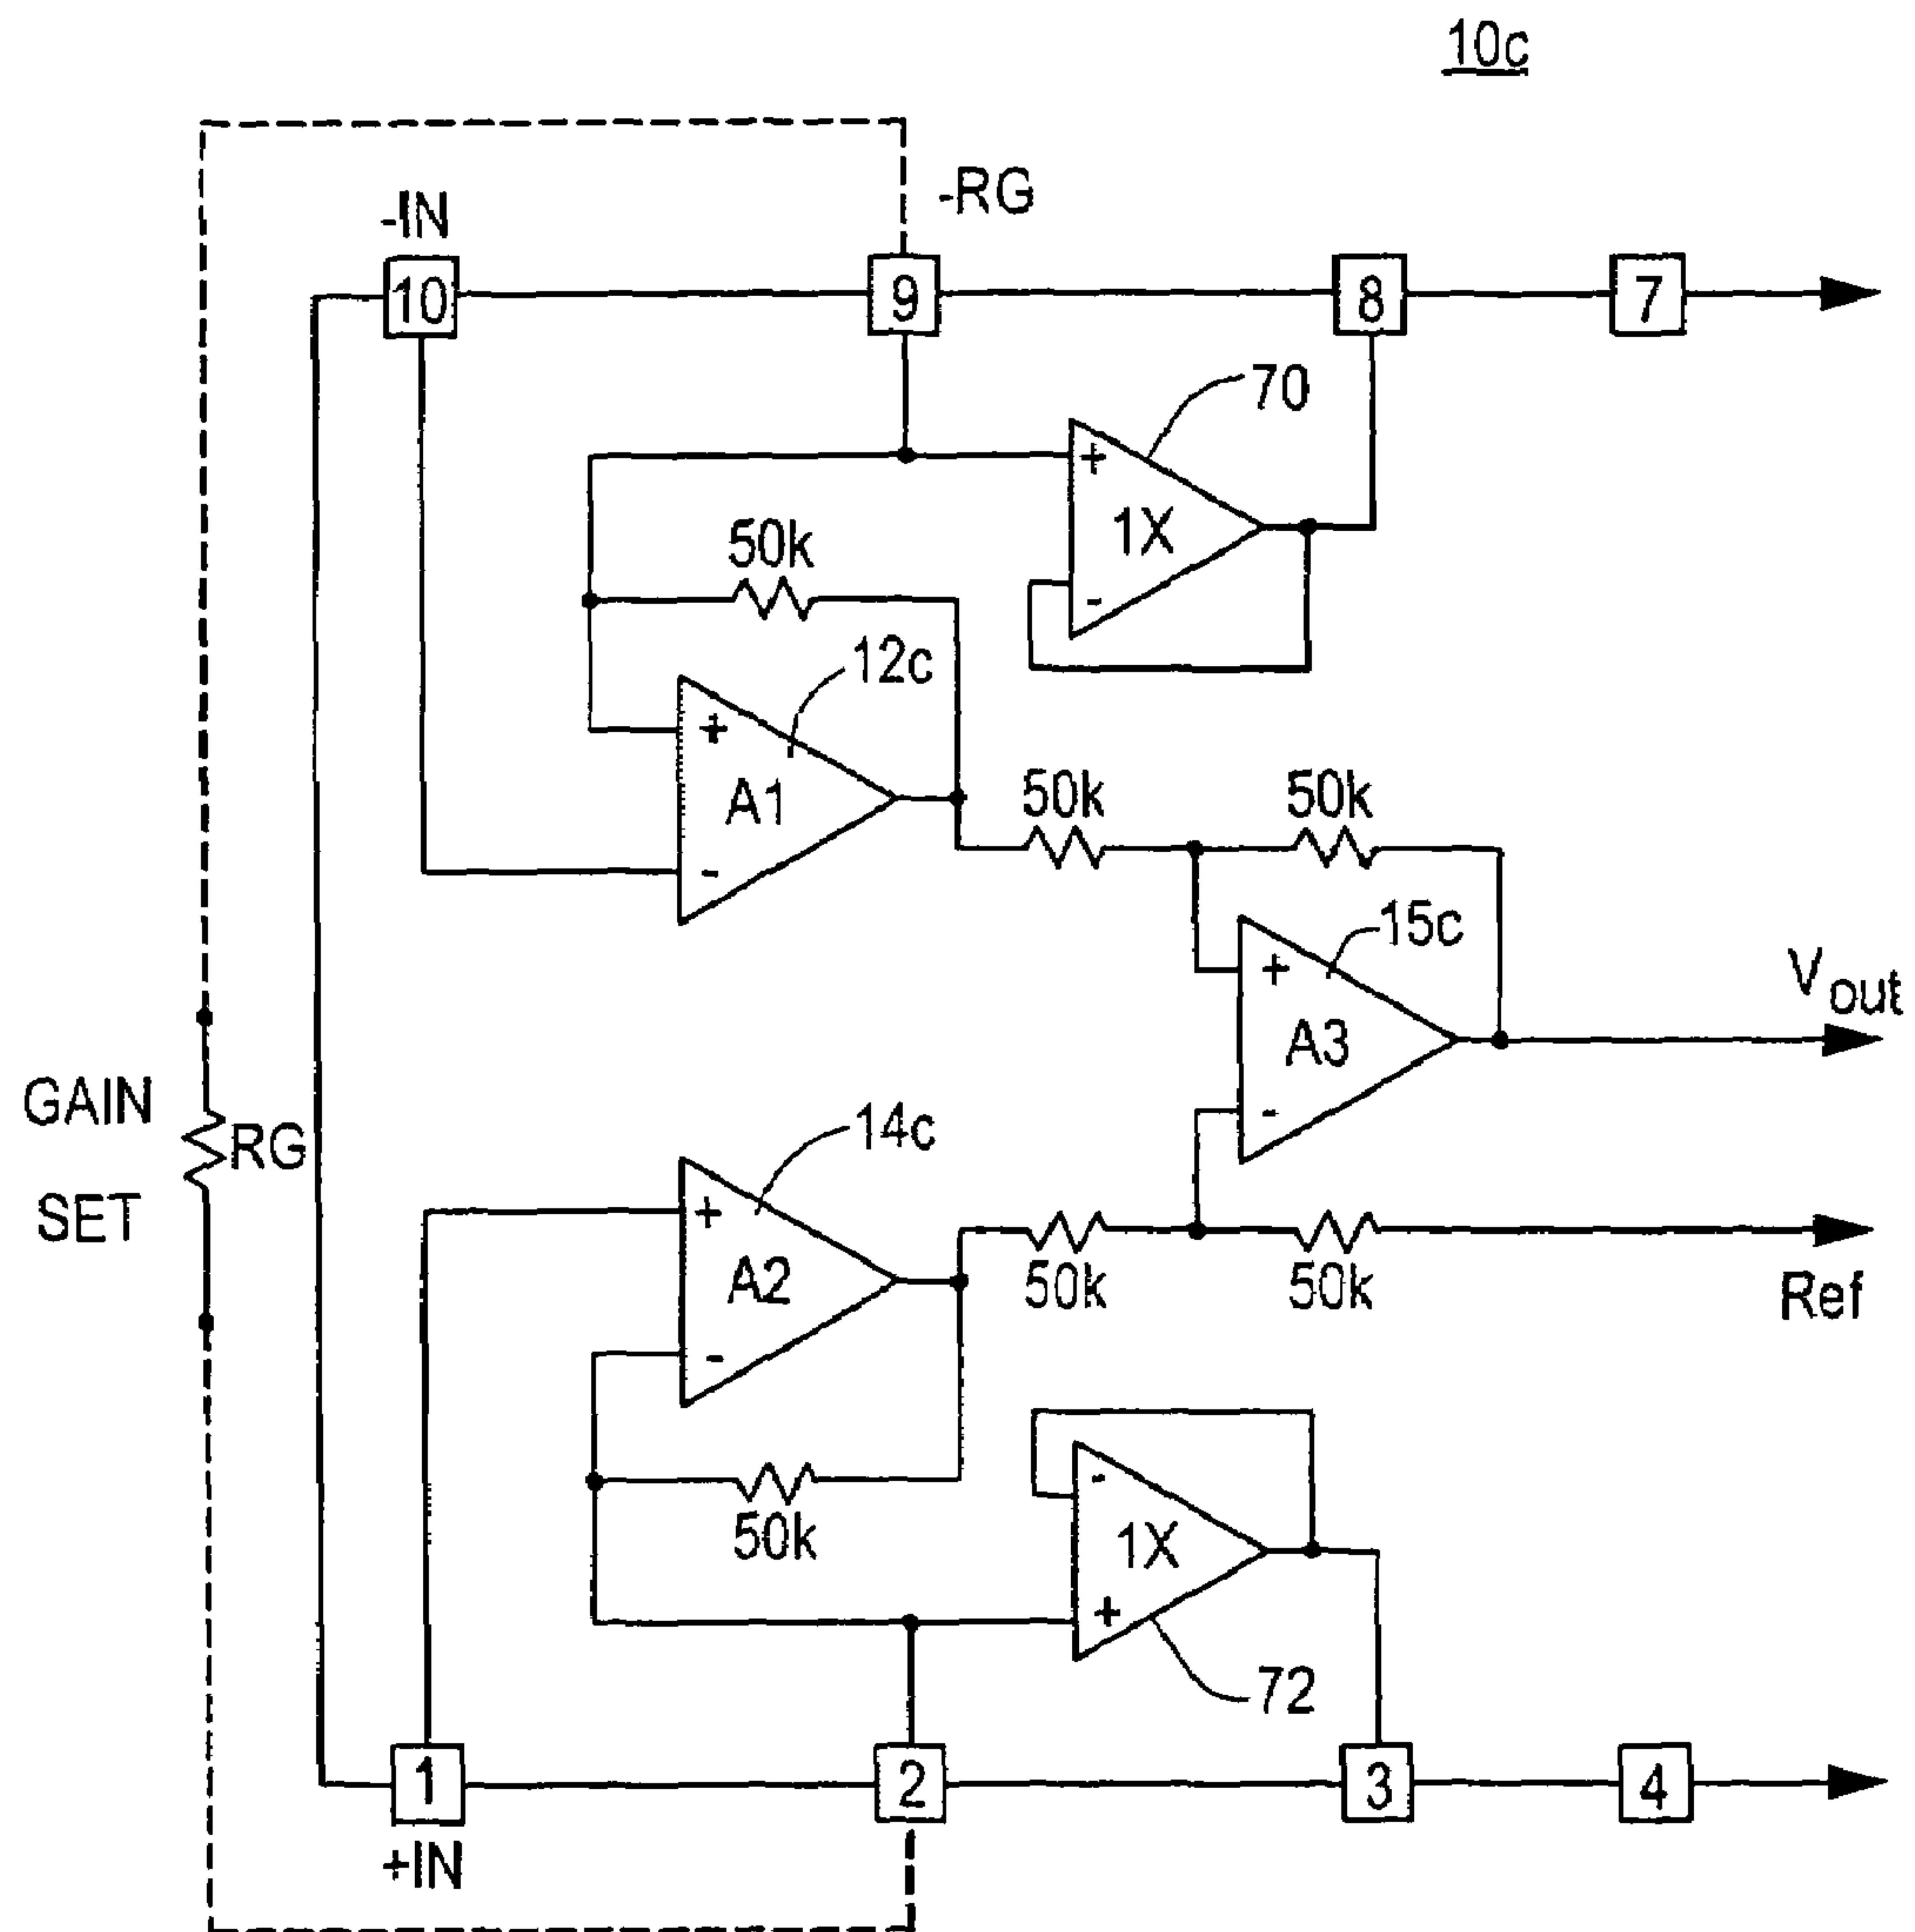 10c
-RG
-IN
10
9
8
7
70
+
1X
-
50k
12c
+
A1
-
50k
50k
15c
+
A3
-
Vout
GAIN
SET
RG
14c
+
A2
-
50k
50k
Ref
50k
-
1X
+
72
1
2
3
4
+IN